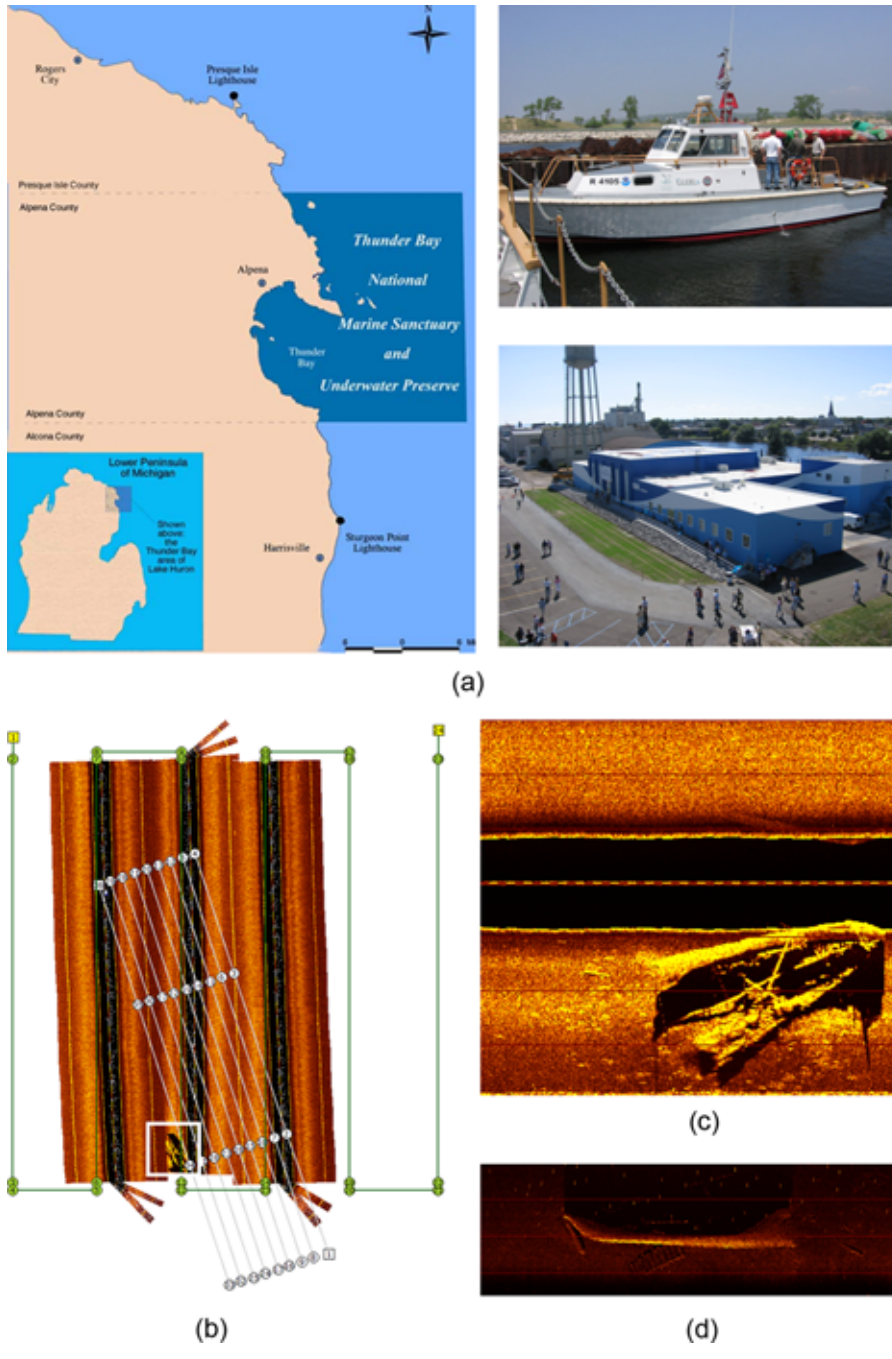 N
Rogers
City
Presque Isle
Lighthouse
Presque Isle County
Alpena County
Thunder Bay
National
Marine Sanctuary
and
Underwater Preserve
Alpena
Thunder
Bay
Alpena County
Alcona County
Lower Peninsula
of Michigan
Shown
above:
the
Thunder Bay
area of
Lake Huron
Harrisville
Sturgeon Point
Lighthouse
R 4105
(a)
(b)
(c)
(d)